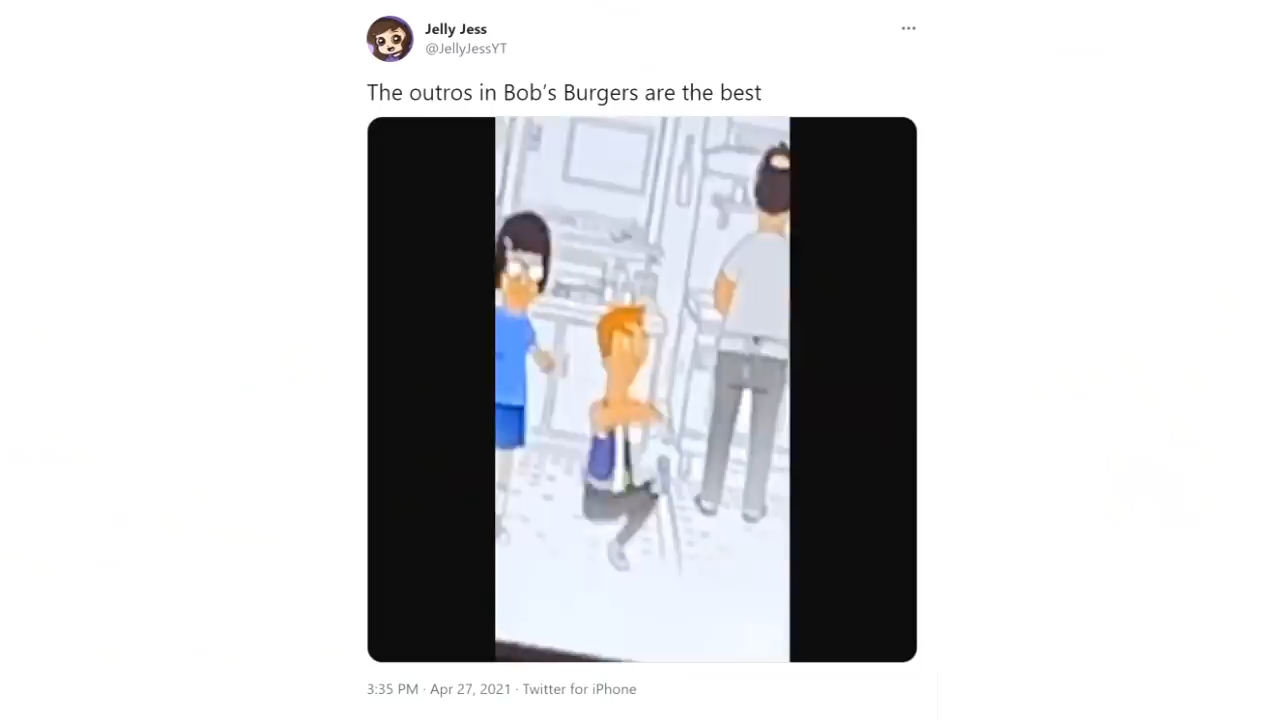 Jelly Jess
@JellyJessYT
The outros in Bob’s Burgers are the best
3:35 PM · Apr 27, 2021 · Twitter for iPhone